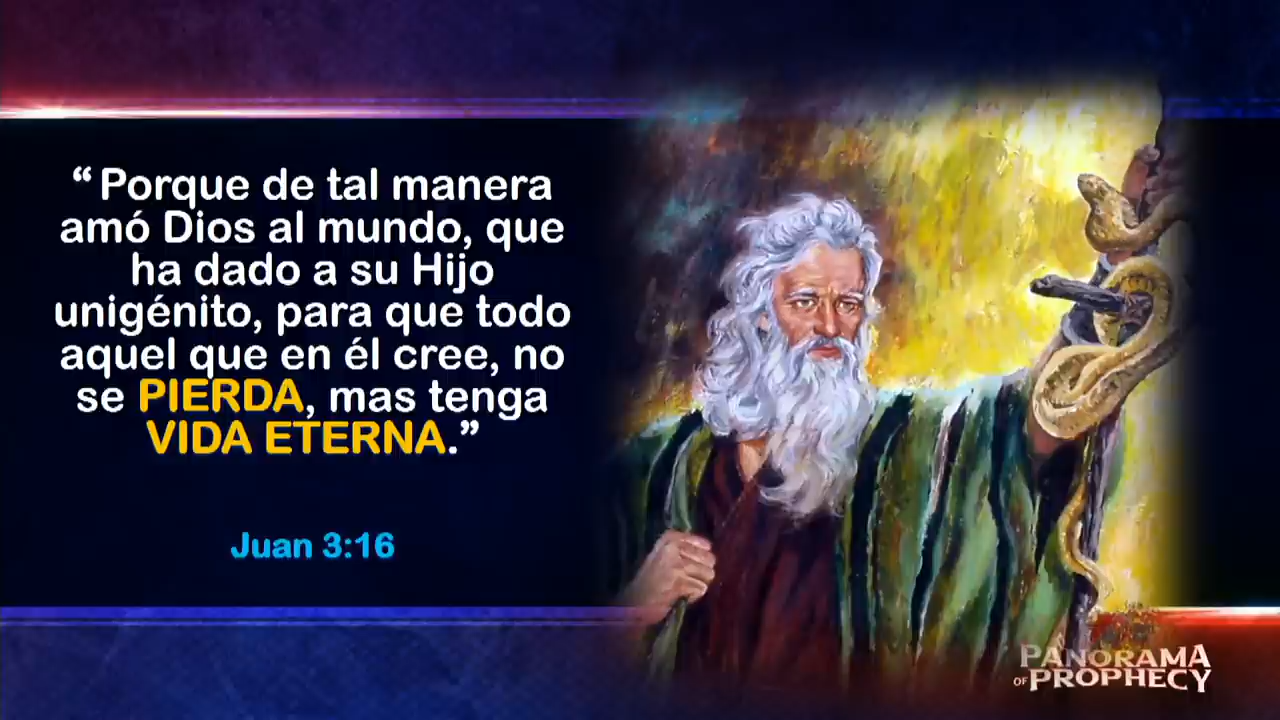 “Porque de tal manera
amó Dios al mundo, que
ha dado a su Hijo
unigénito, para que todo
aquel que en él cree, no
se PIERDA, mas tenga
VIDA ETERNA.”
Juan 3:16
PANORAMA
OF PROPHECY